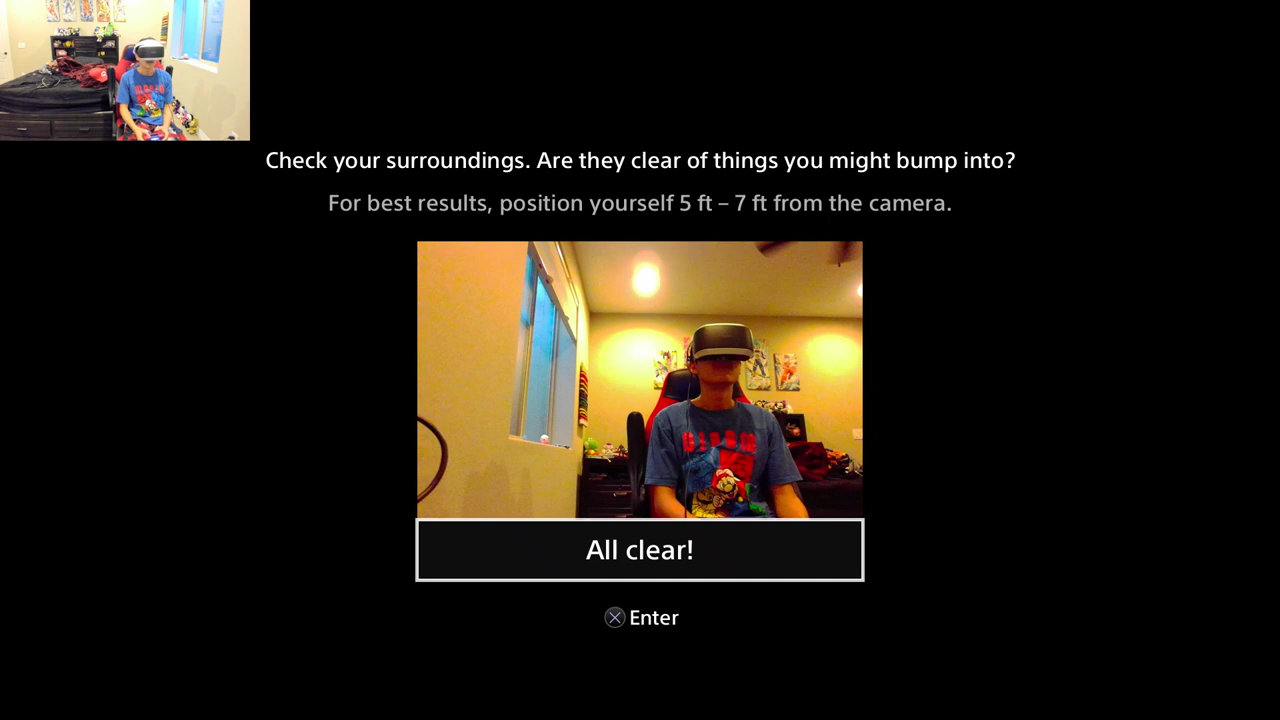 Check your surroundings. Are they clear of things you might bump into?
For best results, position yourself 5 ft – 7 ft from the camera.
All clear!
Enter